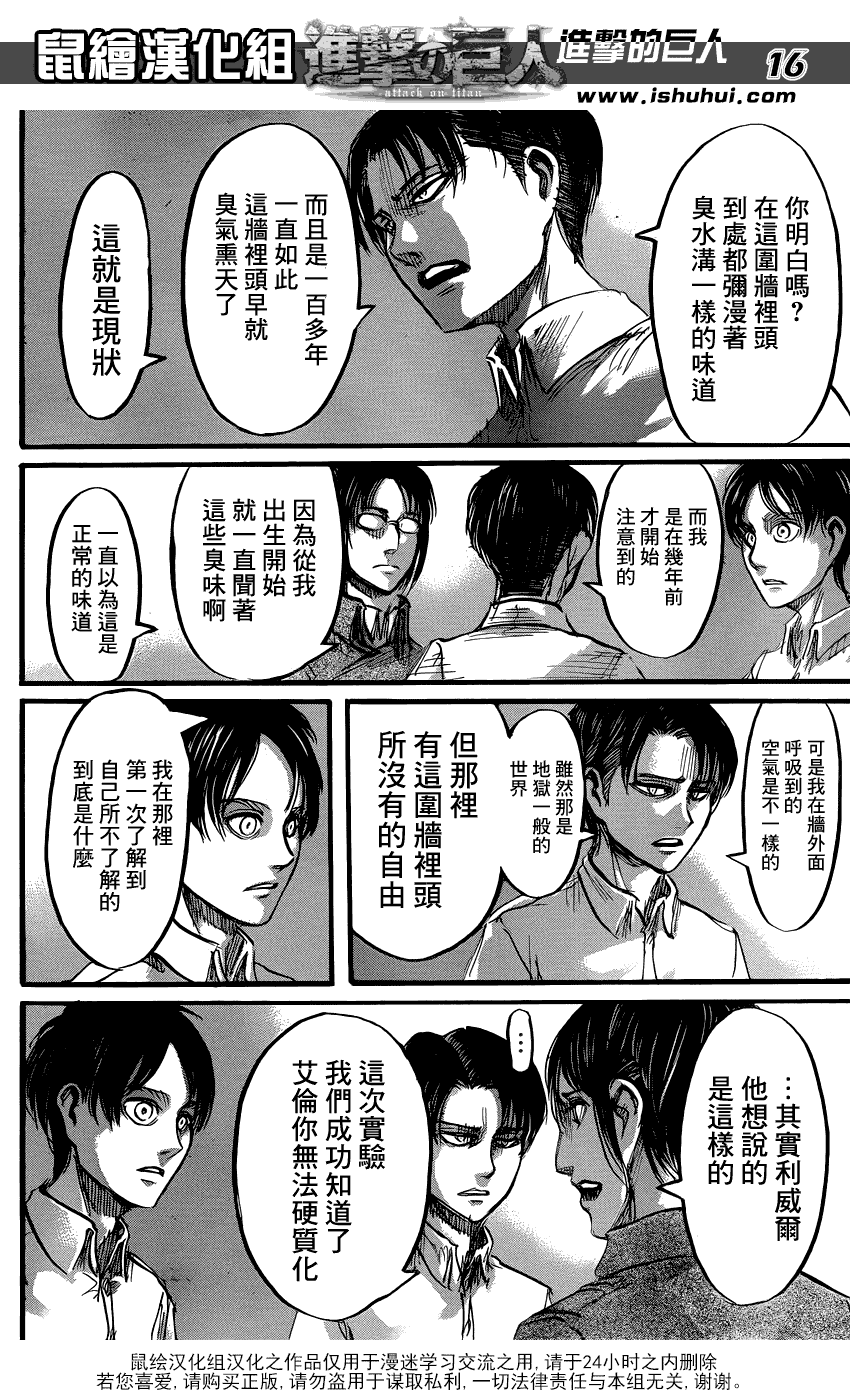 鼠繪漢化組
進撃の巨人
attack on titan
進擊的巨人
16
www.ishuhui.com
你明白嗎？
在這圍牆裡頭
到處都彌漫著
臭水溝一樣的味道
而且是一百多年
一直如此
這牆裡頭早就
臭氣熏天了
這就是現狀
而我
是在幾年前
才開始
注意到的
因為從我
出生開始
就一直聞著
這些臭味啊
一直以為這是
正常的味道
可是我在牆外面
呼吸到的
空氣是不一樣的
雖然那是
地獄一般的
世界
但那裡
有這圍牆裡頭
所沒有的自由
我在那裡
第一次了解到
自己所不了解的
到底是什麼
…其實利威爾
他想說的
是這樣的
…
這次實驗
我們成功知道了
艾倫你無法硬質化
鼠绘汉化组汉化之作品仅用于漫迷学习交流之用, 请于24小时之内删除
若您喜爱, 请购买正版, 请勿盗用于谋取私利, 一切法律责任与本组无关, 谢谢.